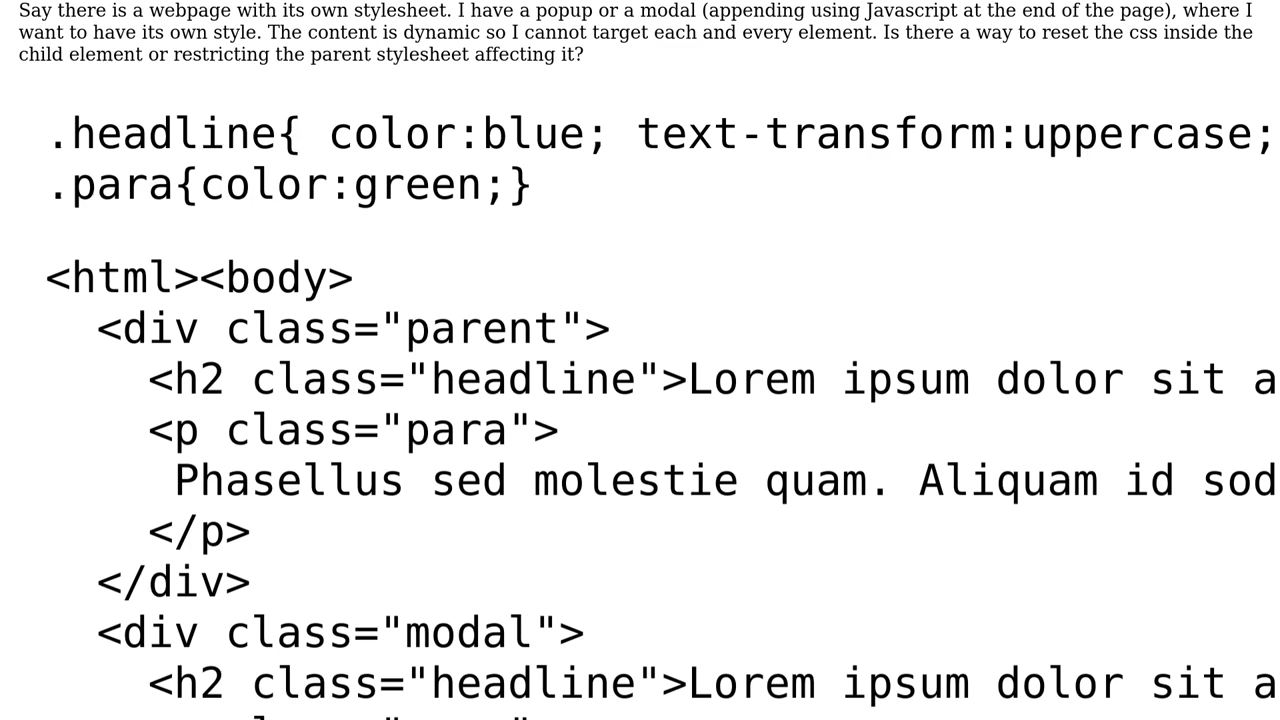 Say there is a webpage with its own stylesheet. I have a popup or a modal (appending using Javascript at the end of the page), where I
want to have its own style. The content is dynamic so I cannot target each and every element. Is there a way to reset the css inside the
child element or restricting the parent stylesheet affecting it?
.headline{ color:blue; text-transform:uppercase;
.para{color:green;}
<html><body>
<div class="parent">
<h2 class="headline">Lorem ipsum dolor sit a
<p class="para">
Phasellus sed molestie quam. Aliquam id sod
</p>
</div>
<div class="modal">
<h2 class="headline">Lorem ipsum dolor sit a